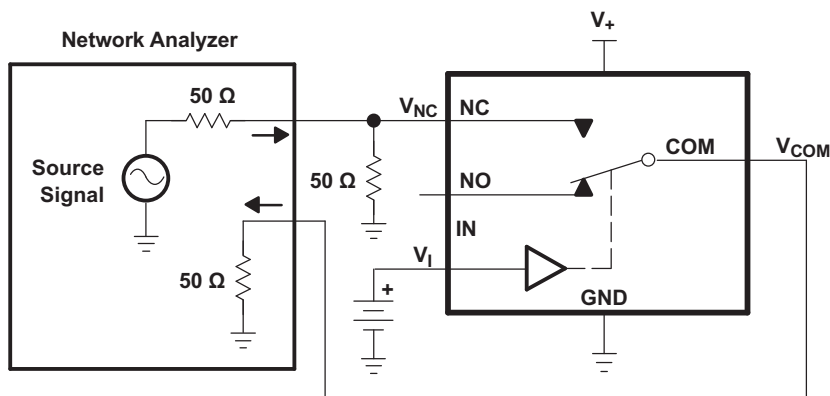 V+
Network Analyzer
50 Ω
VNC
NC
COM
VCOM
Source
Signal
50 Ω
NO
IN
50 Ω
VI
+
GND